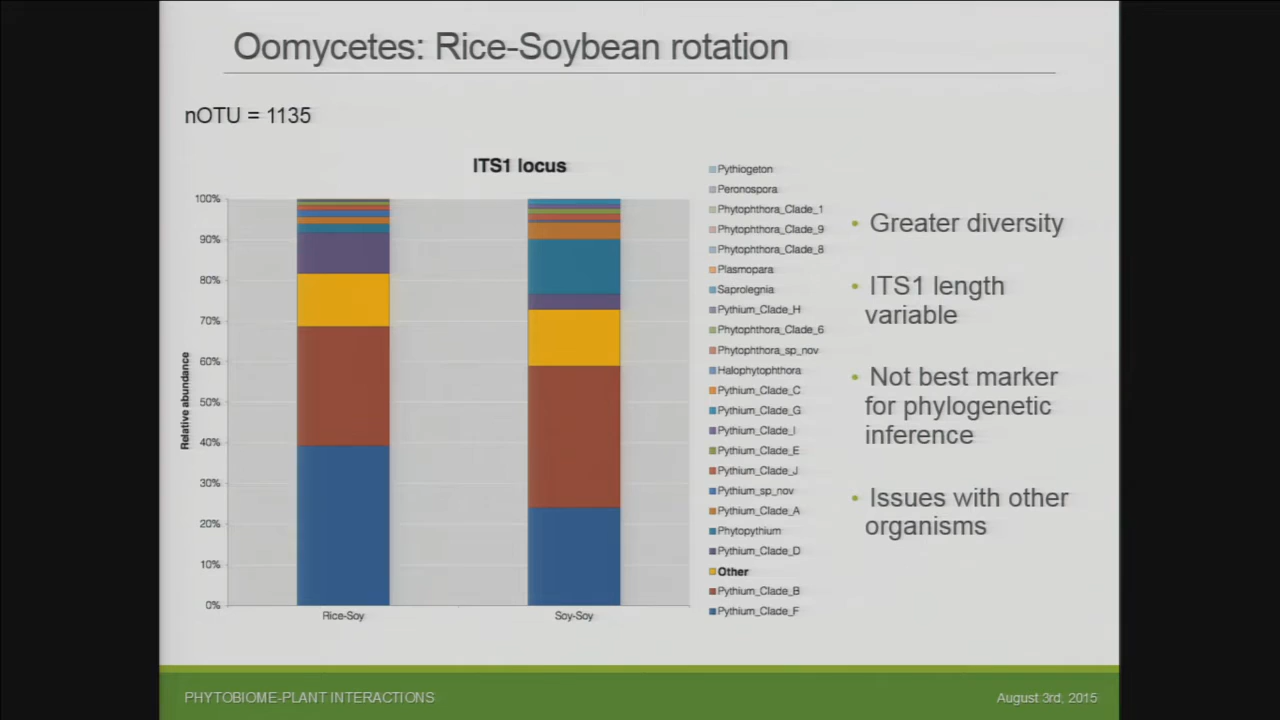 Oomycetes: Rice-Soybean rotation
nOTU = 1135
ITS1 locus
Relative abundance
100%
90%
80%
70%
60%
50%
40%
30%
20%
10%
0%
Rice-Soy
Soy-Soy
Pythiogeton
Peronospora
Phytophthora_Clade_1
Phytophthora_Clade_9
Phytophthora_Clade_8
Plasmopara
Saprolegnia
Pythium_Clade_H
Phytophthora_Clade_6
Phytophthora_sp_nov
Halophytophthora
Pythium_Clade_C
Pythium_Clade_G
Pythium_Clade_I
Pythium_Clade_E
Pythium_Clade_J
Pythium_sp_nov
Pythium_Clade_A
Phytopythium
Pythium_Clade_D
Other
Pythium_Clade_B
Pythium_Clade_F
• Greater diversity
• ITS1 length
variable
• Not best marker
for phylogenetic
inference
• Issues with other
organisms
PHYTOBIOME-PLANT INTERACTIONS
August 3rd, 2015